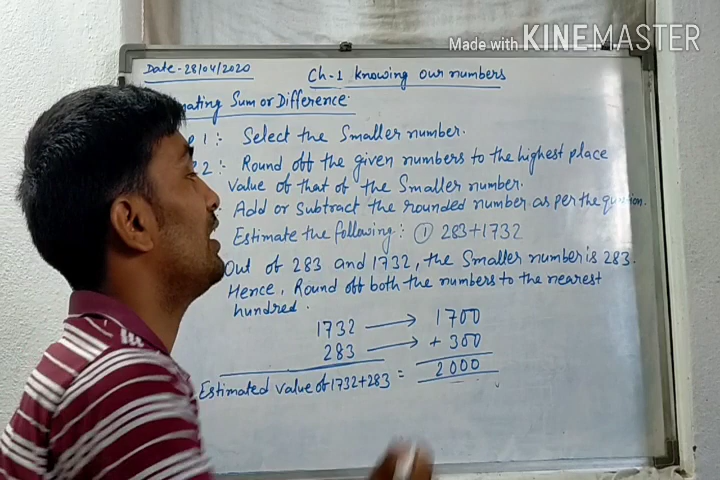 Made with KINEMASTER
Date - 28/04/2020
Ch-1 Knowing our numbers
mating Sum or Difference
1 :- Select the Smaller number.
2 :- Round off the given numbers to the highest place
value of that of the Smaller number.
Add or Subtract the rounded number as per the question.
Estimate the following: ① 283+1732
Out of 283 and 1732, the Smaller number is 283.
Hence, Round off both the numbers to the nearest
hundred.
1732 → 1700
283 → + 300
Estimated value of 1732+283 = 2000